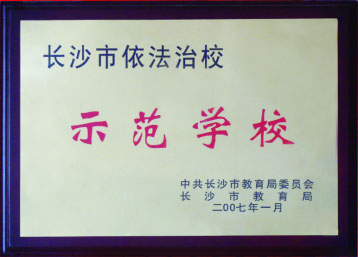 长沙市依法治校
示范学校
中共长沙市教育局委员会
长沙市教育局
二00七年一月